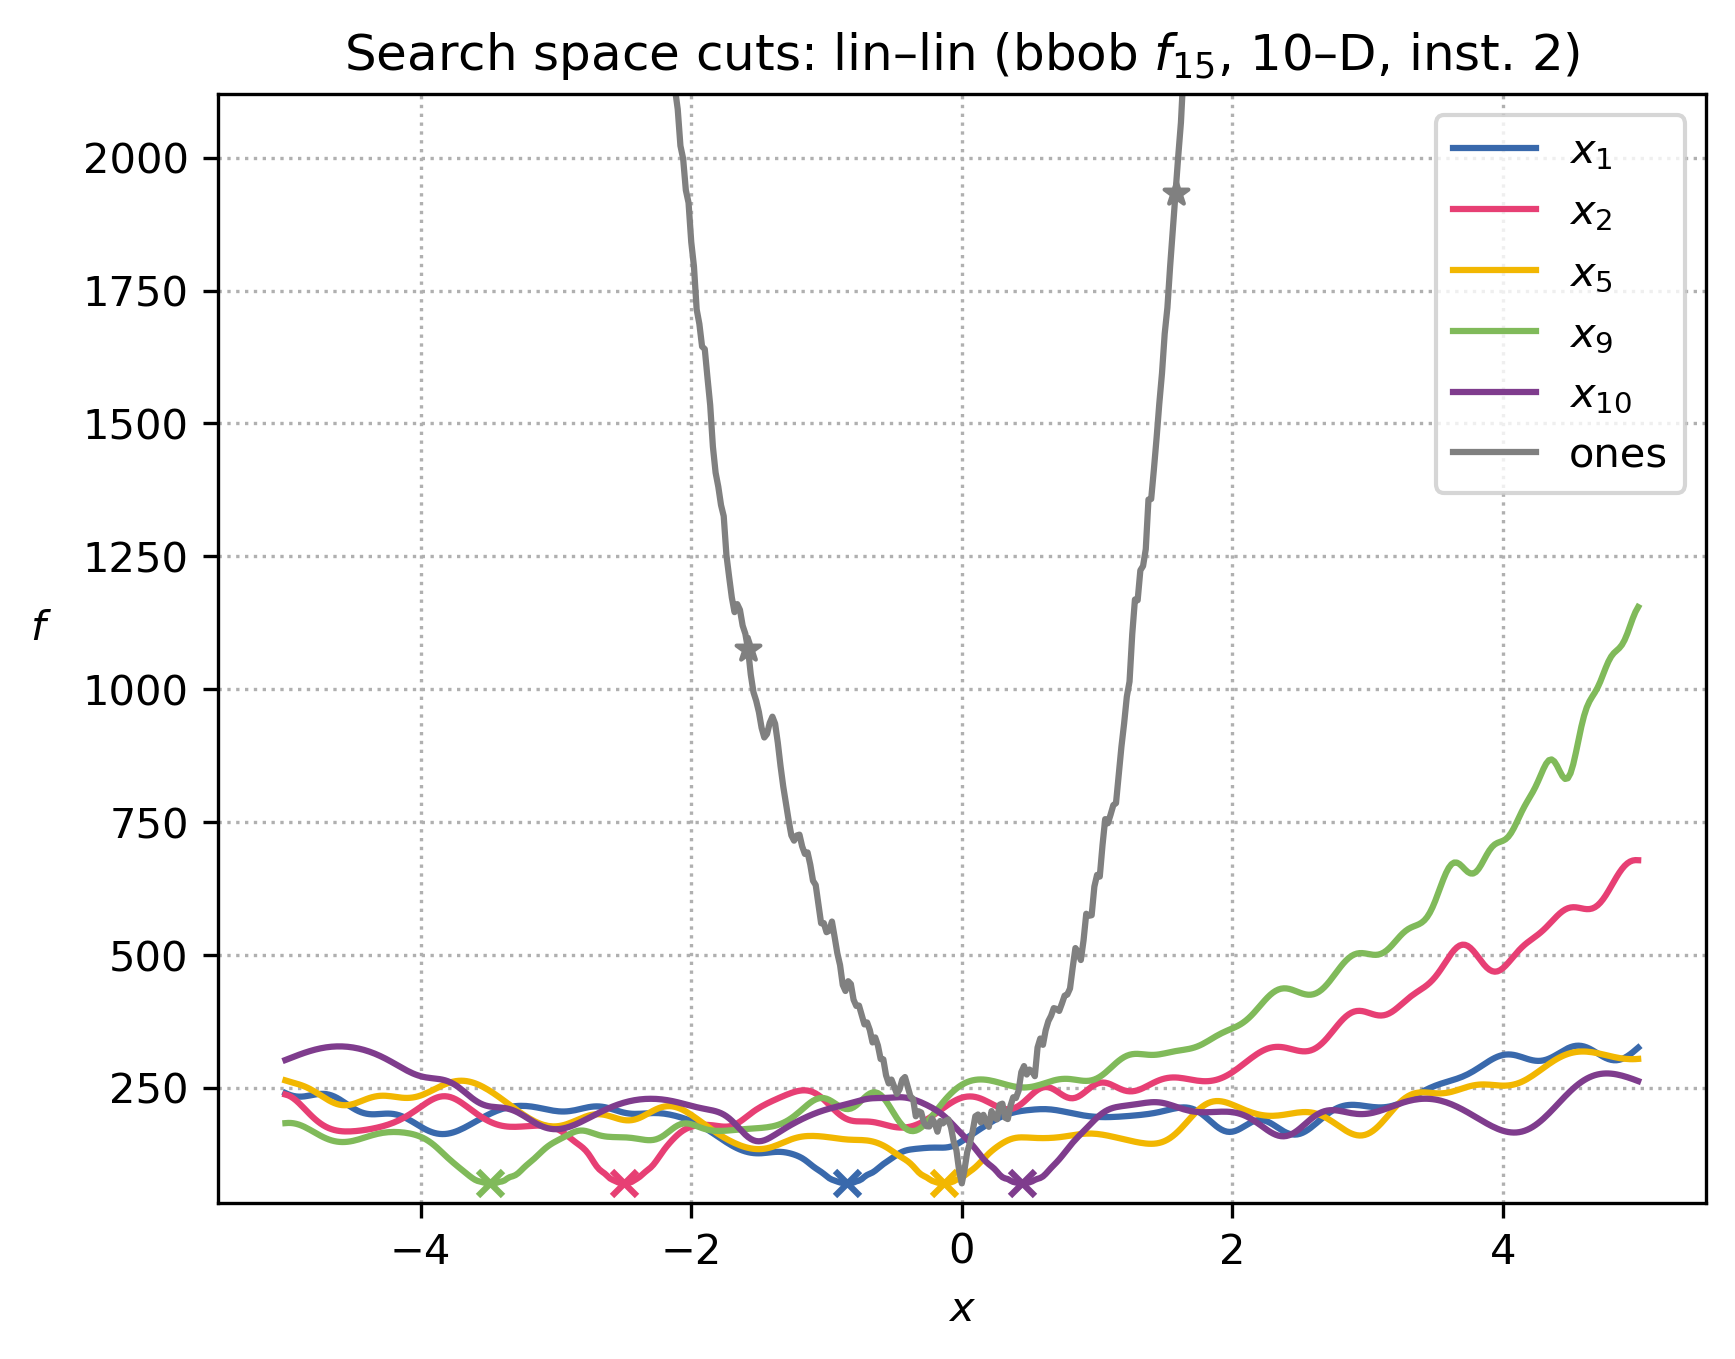 Search space cuts: lin–lin (bbob f15, 10–D, inst. 2)
2000
1750
1500
1250
1000
750
500
250
f
x1
x2
x5
x9
x10
ones
−4
−2
0
2
4
x